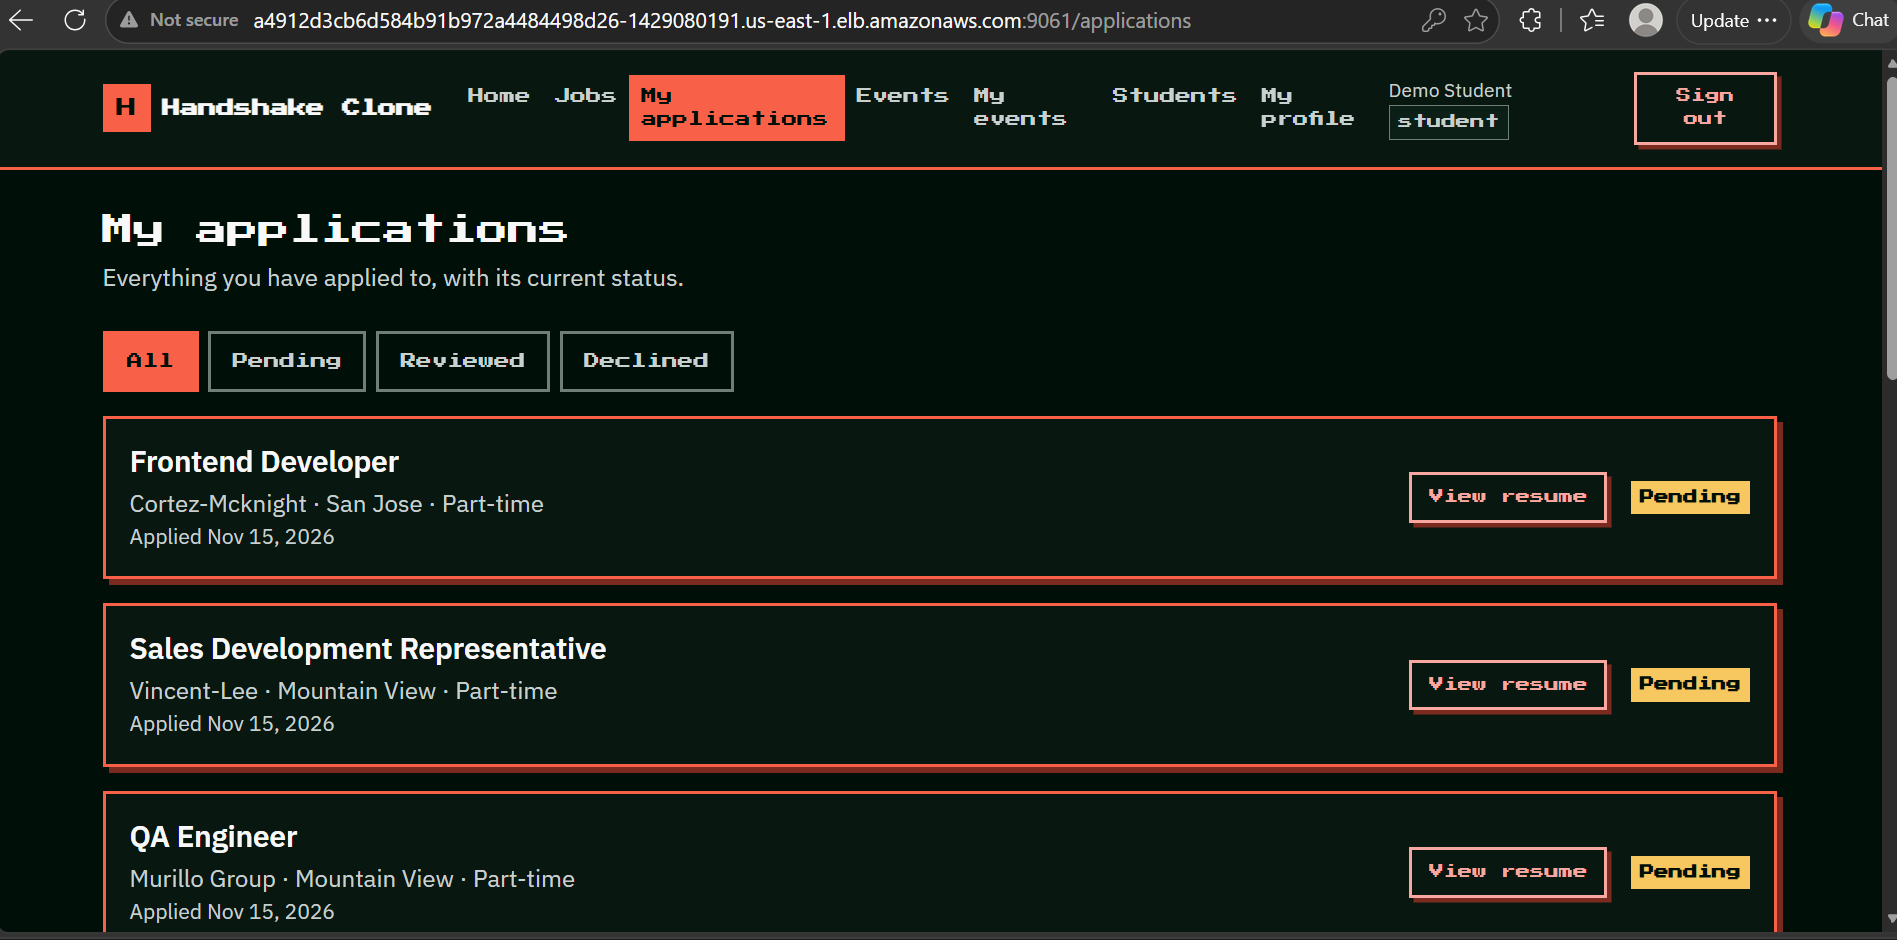 Not secure a4912d3cb6d584b91b972a4484498d26-1429080191.us-east-1.elb.amazonaws.com:9061/applications Update Chat
H Handshake Clone Home Jobs My applications Events My events Students My profile Demo Student student Sign out
My applications
Everything you have applied to, with its current status.
All Pending Reviewed Declined
Frontend Developer
Cortez-Mcknight · San Jose · Part-time
Applied Nov 15, 2026
View resume Pending
Sales Development Representative
Vincent-Lee · Mountain View · Part-time
Applied Nov 15, 2026
View resume Pending
QA Engineer
Murillo Group · Mountain View · Part-time
Applied Nov 15, 2026
View resume Pending